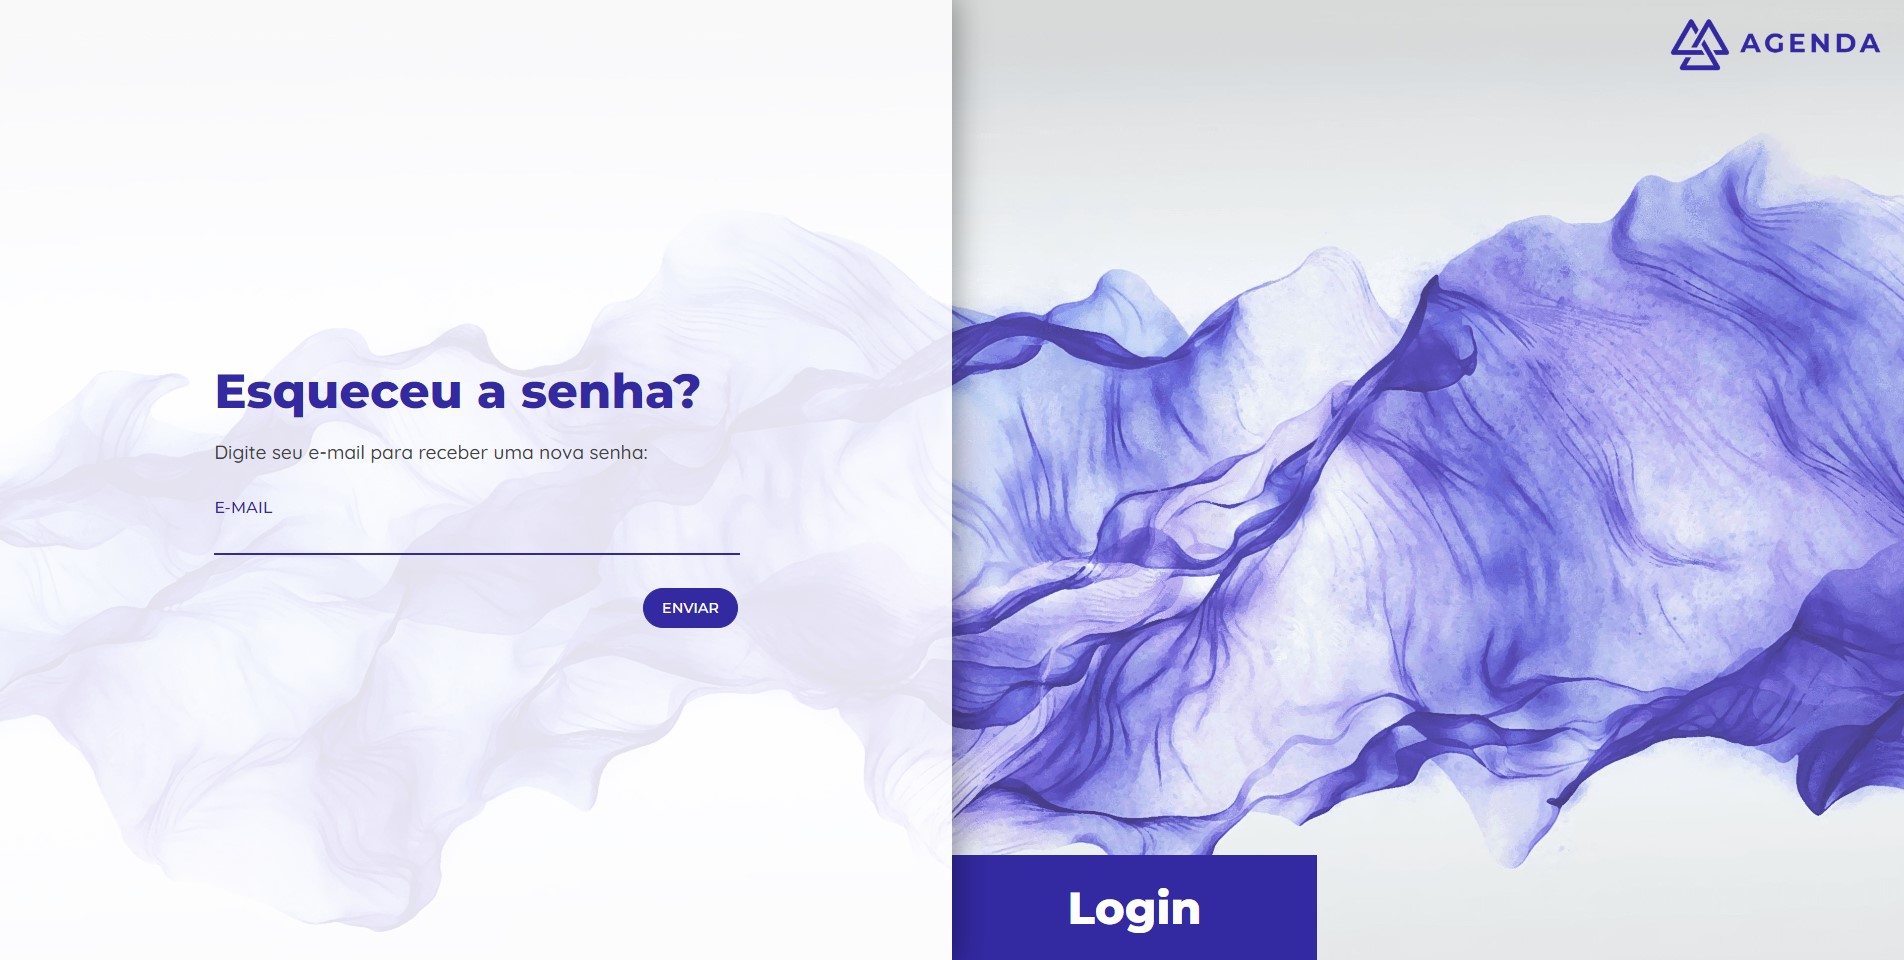 Esqueceu a senha?
Digite seu e-mail para receber uma nova senha:
E-MAIL
ENVIAR
AGENDA
Login